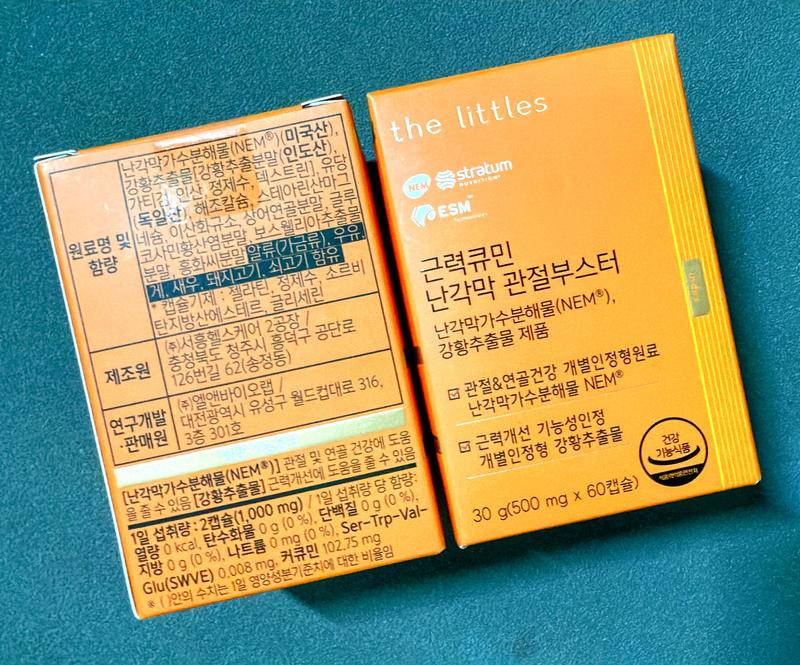 원료명 및
함량
난각막가수분해물(NEM®)(미국산),
강황추출물[강황추출분말(인도산),
가티검, 인산, 정제수, 덱스트린], 유당
(독일산), 해조칼슘, 스테아린산마그
네슘, 이산화규소, 상어연골분말, 글루
코사민황산염분말, 보스웰리아추출물
분말, 홍화씨분말 알류(가금류), 우유,
게, 새우, 돼지고기, 쇠고기 함유
* 캡슐기제 : 젤라틴, 정제수, 소르비
탄지방산에스테르, 글리세린
제조원
(주)서흥헬스케어 2공장 /
충청북도 청주시 흥덕구 공단로
126번길 62(송정동)
연구개발
·판매원
(주)엘앤바이오랩 /
대전광역시 유성구 월드컵대로 316,
3층 301호
[난각막가수분해물(NEM®)] 관절 및 연골 건강에 도움
을 줄 수 있음 [강황추출물] 근력개선에 도움을 줄 수 있음
1일 섭취량 : 2캡슐(1,000 mg) / 1일 섭취량 당 함량:
열량 0 kcal, 탄수화물 0 g (0 %), 단백질 0 g (0 %),
지방 0 g (0 %), 나트륨 0 mg (0 %), Ser-Trp-Val-
Glu(SWVE) 0.008 mg, 커큐민 102.75 mg
※ ( )안의 수치는 1일 영양성분기준치에 대한 비율임
the littles
NEM
stratum
NUTRITION
ESM
근력큐민
난각막 관절부스터
난각막가수분해물(NEM®),
강황추출물 제품
관절&연골건강 개별인정형원료
난각막가수분해물 NEM®
근력개선 기능성인정
개별인정형 강황추출물
건강
기능식품
식품의약품안전처
30 g(500 mg x 60캡슐)